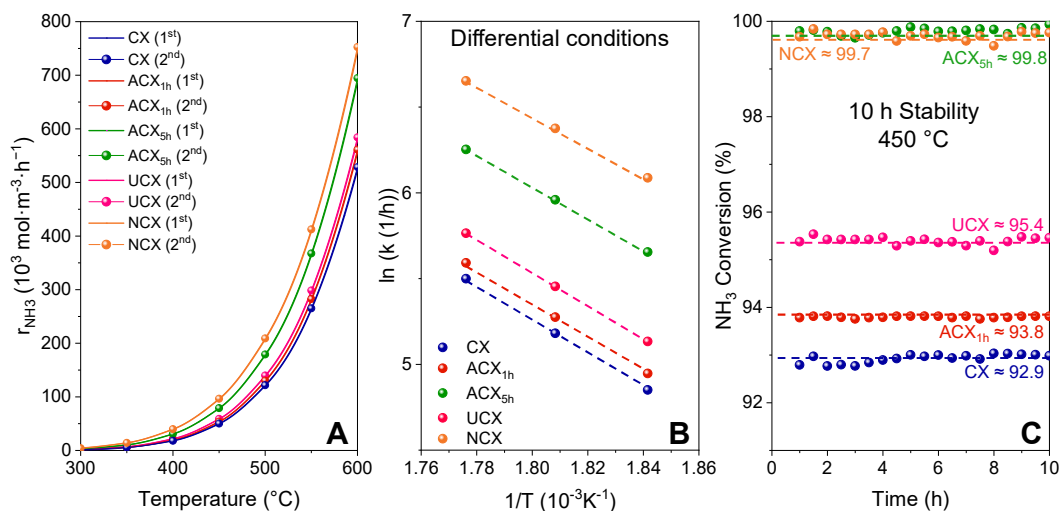 r_NH3 (10³ mol·m⁻³·h⁻¹)
800
700
600
500
400
300
200
100
0
CX (1st)
CX (2nd)
ACX1h (1st)
ACX1h (2nd)
ACX5h (1st)
ACX5h (2nd)
UCX (1st)
UCX (2nd)
NCX (1st)
NCX (2nd)
A
300 400 500 600
Temperature (°C)
ln (k (1/h))
7
6
5
Differential conditions
CX
ACX1h
ACX5h
UCX
NCX
B
1.76 1.78 1.80 1.82 1.84 1.86
1/T (10⁻³K⁻¹)
NH3 Conversion (%)
100
98
96
94
92
NCX ≈ 99.7
ACX5h ≈ 99.8
10 h Stability
450 °C
UCX ≈ 95.4
ACX1h ≈ 93.8
CX ≈ 92.9
C
0 2 4 6 8 10
Time (h)